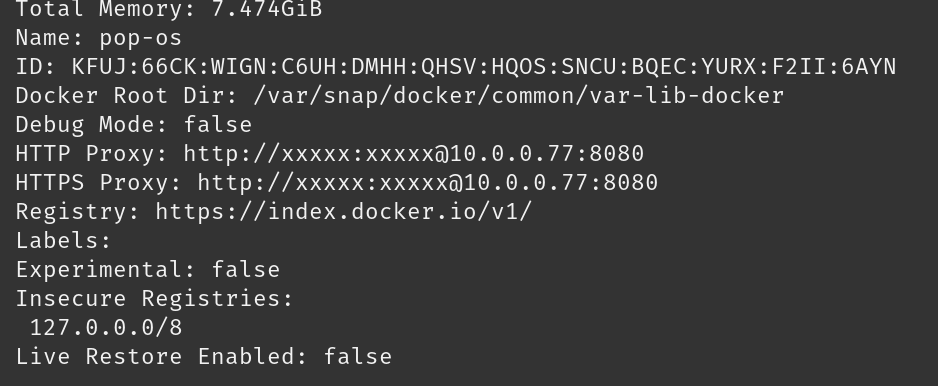 Total Memory: 7.474GiB
Name: pop-os
ID: KFUJ:66CK:WIGN:C6UH:DMHH:QHSV:HQOS:SNCU:BQEC:YURX:F2II:6AYN
Docker Root Dir: /var/snap/docker/common/var-lib-docker
Debug Mode: false
HTTP Proxy: http://xxxxx:xxxxx@10.0.0.77:8080
HTTPS Proxy: http://xxxxx:xxxxx@10.0.0.77:8080
Registry: https://index.docker.io/v1/
Labels:
Experimental: false
Insecure Registries:
 127.0.0.0/8
Live Restore Enabled: false